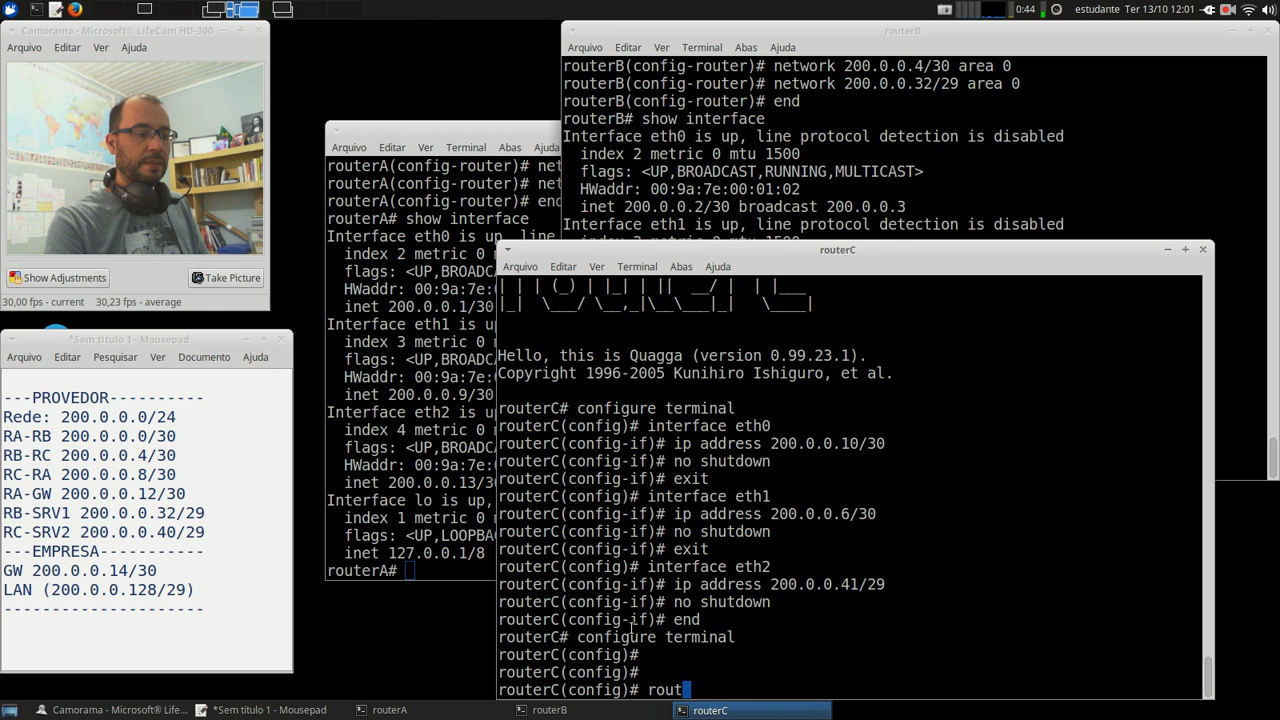 0:44 estudante Ter 13/10 12:01
Camorama - Microsoft® LifeCam HD-300
Arquivo Editar Ver Ajuda
Show Adjustments Take Picture
30,00 fps - current 30,23 fps - average
*Sem título 1 - Mousepad
Arquivo Editar Pesquisar Ver Documento Ajuda
---PROVEDOR----------
Rede: 200.0.0.0/24
RA-RB 200.0.0.0/30
RB-RC 200.0.0.4/30
RC-RA 200.0.0.8/30
RA-GW 200.0.0.12/30
RB-SRV1 200.0.0.32/29
RC-SRV2 200.0.0.40/29
---EMPRESA-----------
GW 200.0.0.14/30
LAN (200.0.0.128/29)
---------------------
Arquivo Editar Ver Terminal Abas Ajuda
routerA(config-router)# net
routerA(config-router)# net
routerA(config-router)# end
routerA# show interface
Interface eth0 is up, line
index 2 metric 0 m
flags: <UP,BROADCA
HWaddr: 00:9a:7e:
inet 200.0.0.1/30
Interface eth1 is u
index 3 metric 0 m
flags: <UP,BROADCA
HWaddr: 00:9a:7e:
inet 200.0.0.9/30
Interface eth2 is u
index 4 metric 0 m
flags: <UP,BROADCA
HWaddr: 00:9a:7e:
inet 200.0.0.13/30
Interface lo is up,
index 1 metric 0 m
flags: <UP,LOOPBAC
inet 127.0.0.1/8
routerA#
routerB
Arquivo Editar Ver Terminal Abas Ajuda
routerB(config-router)# network 200.0.0.4/30 area 0
routerB(config-router)# network 200.0.0.32/29 area 0
routerB(config-router)# end
routerB# show interface
Interface eth0 is up, line protocol detection is disabled
index 2 metric 0 mtu 1500
flags: <UP,BROADCAST,RUNNING,MULTICAST>
HWaddr: 00:9a:7e:00:01:02
inet 200.0.0.2/30 broadcast 200.0.0.3
Interface eth1 is up, line protocol detection is disabled
routerC
Arquivo Editar Ver Terminal Abas Ajuda
Hello, this is Quagga (version 0.99.23.1).
Copyright 1996-2005 Kunihiro Ishiguro, et al.
routerC# configure terminal
routerC(config)# interface eth0
routerC(config-if)# ip address 200.0.0.10/30
routerC(config-if)# no shutdown
routerC(config-if)# exit
routerC(config)# interface eth1
routerC(config-if)# ip address 200.0.0.6/30
routerC(config-if)# no shutdown
routerC(config-if)# exit
routerC(config)# interface eth2
routerC(config-if)# ip address 200.0.0.41/29
routerC(config-if)# no shutdown
routerC(config-if)# end
routerC# configure terminal
routerC(config)#
routerC(config)#
routerC(config)# rout
Camorama - Microsoft® Life... *Sem título 1 - Mousepad routerA routerB routerC